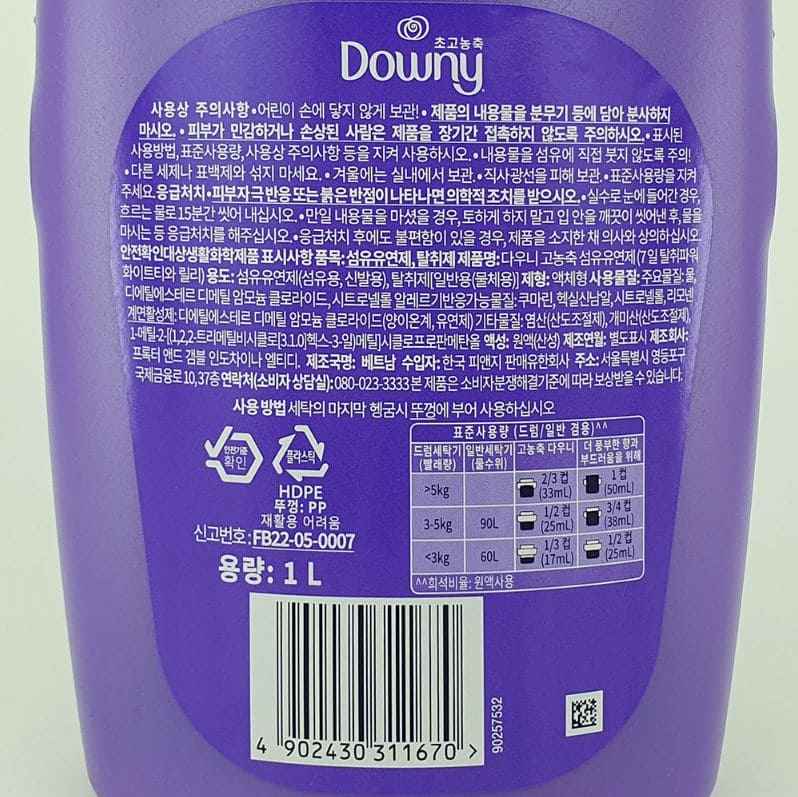 초고농축
Downy
사용상 주의사항 •어린이 손에 닿지 않게 보관! • 제품의 내용물을 분무기 등에 담아 분사하지
마시오. • 피부가 민감하거나 손상된 사람은 제품을 장기간 접촉하지 않도록 주의하시오. • 표시된
사용방법, 표준사용량, 사용상 주의사항 등을 지켜 사용하시오. • 내용물을 섬유에 직접 붓지 않도록 주의!
• 다른 세제나 표백제와 섞지 마세요. • 겨울에는 실내에서 보관. • 직사광선을 피해 보관. • 표준사용량을 지켜
주세요. 응급처치 • 피부자극 반응 또는 붉은 반점이 나타나면 의학적 조치를 받으시오. • 실수로 눈에 들어간 경우,
흐르는 물로 15분간 씻어 내십시오. • 만일 내용물을 마셨을 경우, 토하게 하지 말고 입 안을 깨끗이 씻어낸 후, 물을
마시는 등 응급처치를 해주십시오. •응급처치 후에도 불편함이 있을 경우, 제품을 소지한 채 의사와 상의하십시오.
안전확인대상생활화학제품 표시사항 품목: 섬유유연제, 탈취제 제품명: 다우니 고농축 섬유유연제(7일 탈취파워
화이트티와 릴리) 용도: 섬유유연제(섬유용, 신발용), 탈취제[일반용(물체용)] 제형: 액체형 사용물질: 주요물질: 물,
디에틸에스테르 디메틸 암모늄 클로라이드, 시트로넬롤 알레르기반응가능물질: 쿠마린, 헥실신남알, 시트로넬롤, 리모넨
계면활성제: 디에틸에스테르 디메틸 암모늄 클로라이드(양이온계, 유연제) 기타물질: 염산(산도조절제), 개미산(산도조절제),
1-메틸-2-[(1,2,2-트리메틸비시클로[3.1.0]헥스-3-일)메틸]시클로프로판메탄올 액성: 원액(산성) 제조연월: 별도표시 제조회사:
프록터 앤드 갬블 인도차이나 엘티디. 제조국명: 베트남 수입자: 한국 피앤지 판매유한회사 주소: 서울특별시 영등포구
국제금융로 10, 37층 연락처(소비자 상담실): 080-023-3333 본 제품은 소비자분쟁해결기준에 따라 보상받을 수 있습니다.
사용 방법 세탁의 마지막 헹굼시 뚜껑에 부어 사용하십시오
안전기준
확인
플라스틱
HDPE
뚜껑: PP
재활용 어려움
신고번호: FB22-05-0007
용량: 1 L
표준사용량 (드럼/일반 겸용)^^
드럼세탁기 (빨래량) 일반세탁기 (물수위) 고농축 다우니 더 풍부한 향과 부드러움을 위해
>5kg 2/3 컵 (33mL) 1 컵 (50mL)
3-5kg 90L 1/2 컵 (25mL) 3/4 컵 (38mL)
<3kg 60L 1/3 컵 (17mL) 1/2 컵 (25mL)
^^희석비율: 원액사용
4 902430 311670 >
90257532